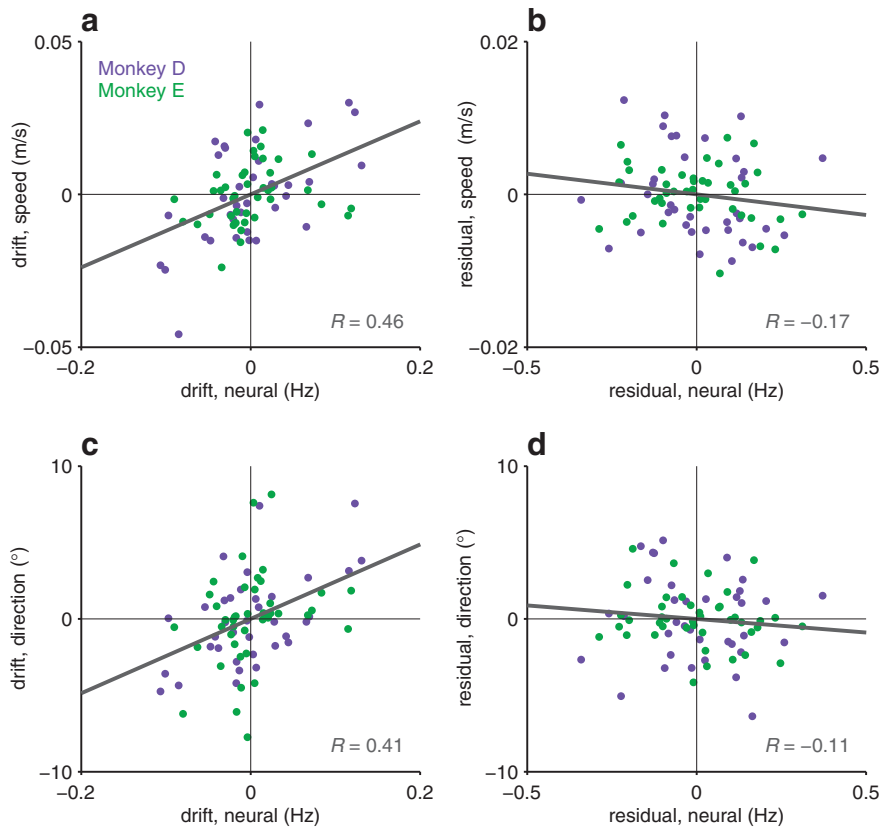 a
0.05
Monkey D
Monkey E
drift, speed (m/s)
0
R = 0.46
−0.05
−0.2
0
0.2
drift, neural (Hz)
b
0.02
residual, speed (m/s)
0
R = −0.17
−0.02
−0.5
0
0.5
residual, neural (Hz)
c
10
drift, direction (°)
0
R = 0.41
−10
−0.2
0
0.2
drift, neural (Hz)
d
10
residual, direction (°)
0
R = −0.11
−10
−0.5
0
0.5
residual, neural (Hz)